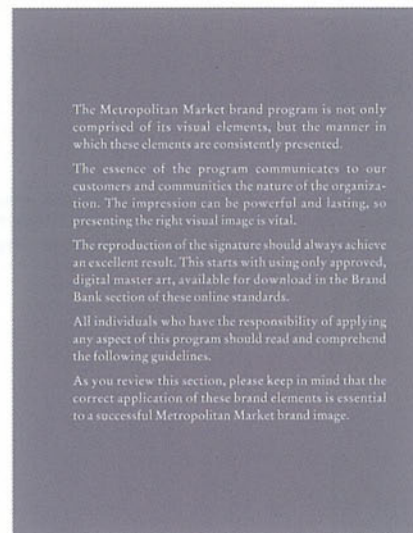 The Metropolitan Market brand program is not only
comprised of its visual elements, but the manner in
which these elements are consistently presented.
The essence of the program communicates to our
customers and communities the nature of the organiza-
tion. The impression can be powerful and lasting, so
presenting the right visual image is vital.
The reproduction of the signature should always achieve
an excellent result. This starts with using only approved,
digital master art, available for download in the Brand
Bank section of these online standards.
All individuals who have the responsibility of applying
any aspect of this program should read and comprehend
the following guidelines.
As you review this section, please keep in mind that the
correct application of these brand elements is essential
to a successful Metropolitan Market brand image.